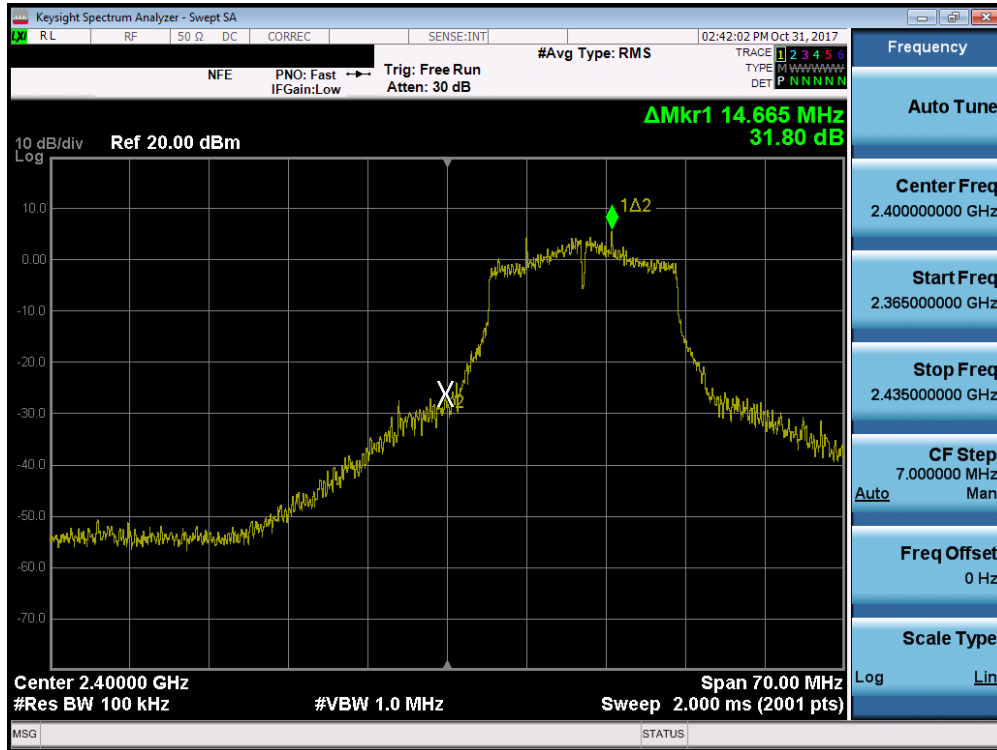 Keysight Spectrum Analyzer - Swept SA
LXI RL RF 50 Ω DC CORREC SENSE:INT 02:42:02 PM Oct 31, 2017
NFE PNO: Fast Trig: Free Run #Avg Type: RMS TRACE 1 2 3 4 5 6
IFGain:Low Atten: 30 dB TYPE M WWWWW
DET P N N N N N
ΔMkr1 14.665 MHz
31.80 dB
10 dB/div Ref 20.00 dBm
Log
1Δ2
10.0
0.00
-10.0
-20.0
X2
-30.0
-40.0
-50.0
-60.0
-70.0
Center 2.40000 GHz Span 70.00 MHz
#Res BW 100 kHz #VBW 1.0 MHz Sweep 2.000 ms (2001 pts)
MSG STATUS
Frequency
Auto Tune
Center Freq
2.400000000 GHz
Start Freq
2.365000000 GHz
Stop Freq
2.435000000 GHz
CF Step
7.000000 MHz
Auto Man
Freq Offset
0 Hz
Scale Type
Log Lin